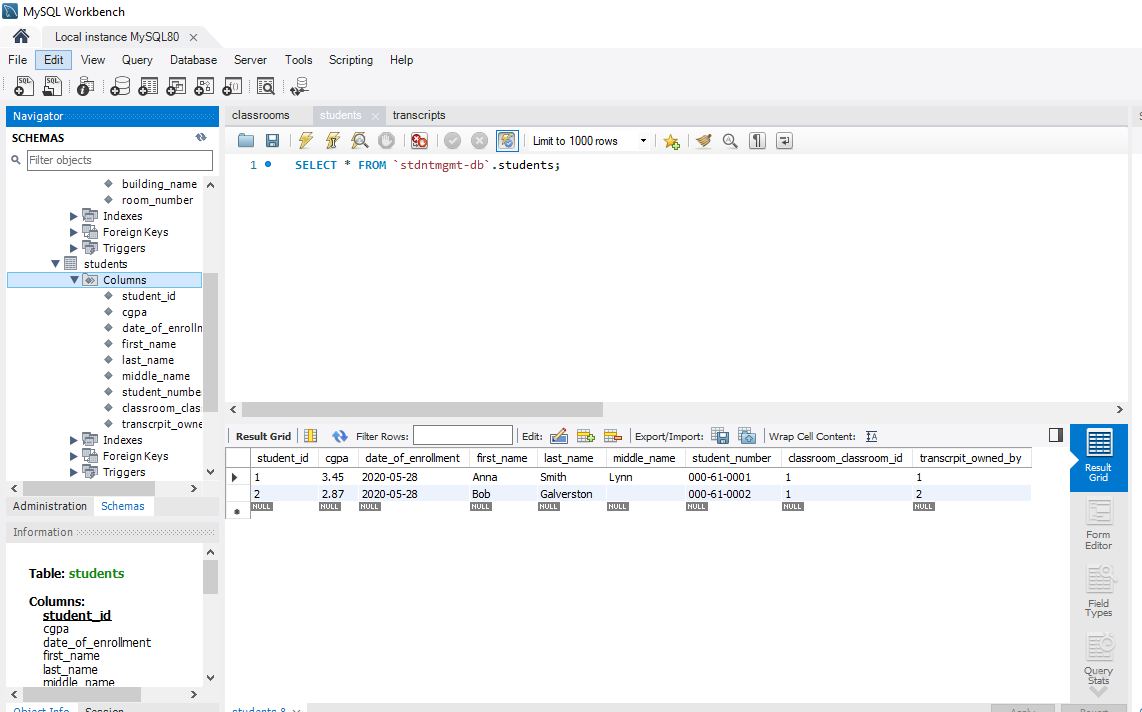 MySQL Workbench
Local instance MySQL80
File Edit View Query Database Server Tools Scripting Help
Navigator
SCHEMAS
Filter objects
building_name
room_number
Indexes
Foreign Keys
Triggers
students
Columns
student_id
cgpa
date_of_enrolln
first_name
last_name
middle_name
student_numbe
classroom_clas
transcrpit_owne
Indexes
Foreign Keys
Triggers
Administration Schemas
Information
Table: students
Columns:
student_id
cgpa
date_of_enrollment
first_name
last_name
middle_name
Object Info Session
classrooms students transcripts
Limit to 1000 rows
1 SELECT * FROM `stdntmgmt-db`.students;
Result Grid Filter Rows: Edit: Export/Import: Wrap Cell Content:
student_id cgpa date_of_enrollment first_name last_name middle_name student_number classroom_classroom_id transcrpit_owned_by
1 3.45 2020-05-28 Anna Smith Lynn 000-61-0001 1 1
2 2.87 2020-05-28 Bob Galverston 000-61-0002 1 2
NULL NULL NULL NULL NULL NULL NULL NULL NULL
Result
Grid
Form
Editor
Field
Types
Query
Stats
students 8
Apply Revert